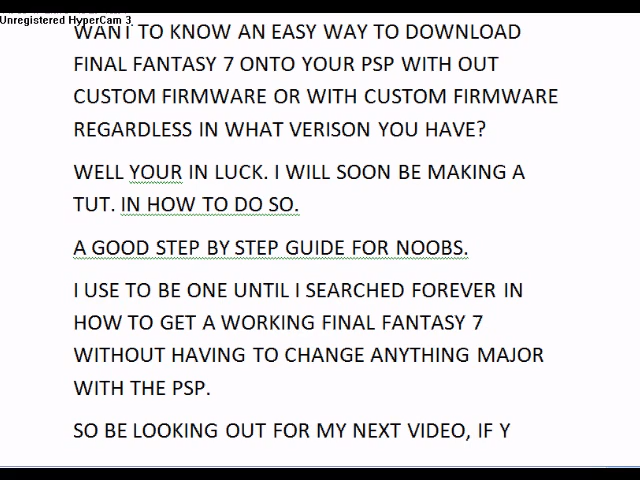 Unregistered HyperCam 3
WANT TO KNOW AN EASY WAY TO DOWNLOAD
FINAL FANTASY 7 ONTO YOUR PSP WITH OUT
CUSTOM FIRMWARE OR WITH CUSTOM FIRMWARE
REGARDLESS IN WHAT VERISON YOU HAVE?
WELL YOUR IN LUCK. I WILL SOON BE MAKING A
TUT. IN HOW TO DO SO.
A GOOD STEP BY STEP GUIDE FOR NOOBS.
I USE TO BE ONE UNTIL I SEARCHED FOREVER IN
HOW TO GET A WORKING FINAL FANTASY 7
WITHOUT HAVING TO CHANGE ANYTHING MAJOR
WITH THE PSP.
SO BE LOOKING OUT FOR MY NEXT VIDEO, IF Y